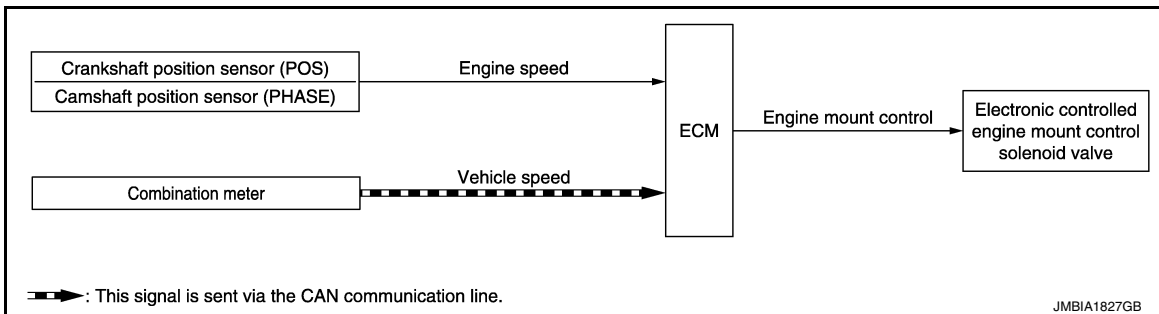 Crankshaft position sensor (POS)
Camshaft position sensor (PHASE)
Engine speed
Combination meter
Vehicle speed
ECM
Engine mount control
Electronic controlled
engine mount control
solenoid valve
: This signal is sent via the CAN communication line.
JMBIA1827GB